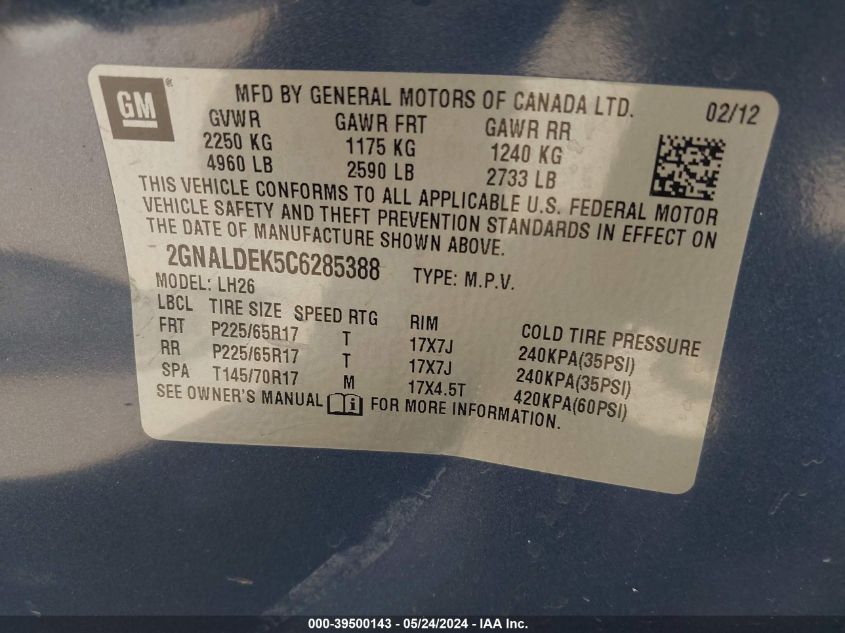 GM®
MFD BY GENERAL MOTORS OF CANADA LTD. 02/12
GVWR GAWR FRT GAWR RR
2250 KG 1175 KG 1240 KG
4960 LB 2590 LB 2733 LB
THIS VEHICLE CONFORMS TO ALL APPLICABLE U.S. FEDERAL MOTOR
VEHICLE SAFETY AND THEFT PREVENTION STANDARDS IN EFFECT ON
THE DATE OF MANUFACTURE SHOWN ABOVE.
2GNALDEK5C6285388 TYPE: M.P.V.
MODEL: LH26
LBCL TIRE SIZE SPEED RTG RIM COLD TIRE PRESSURE
FRT P225/65R17 T 17X7J 240KPA(35PSI)
RR P225/65R17 T 17X7J 240KPA(35PSI)
SPA T145/70R17 M 17X4.5T 420KPA(60PSI)
SEE OWNER'S MANUAL FOR MORE INFORMATION.
000-39500143 - 05/24/2024 - IAA Inc.